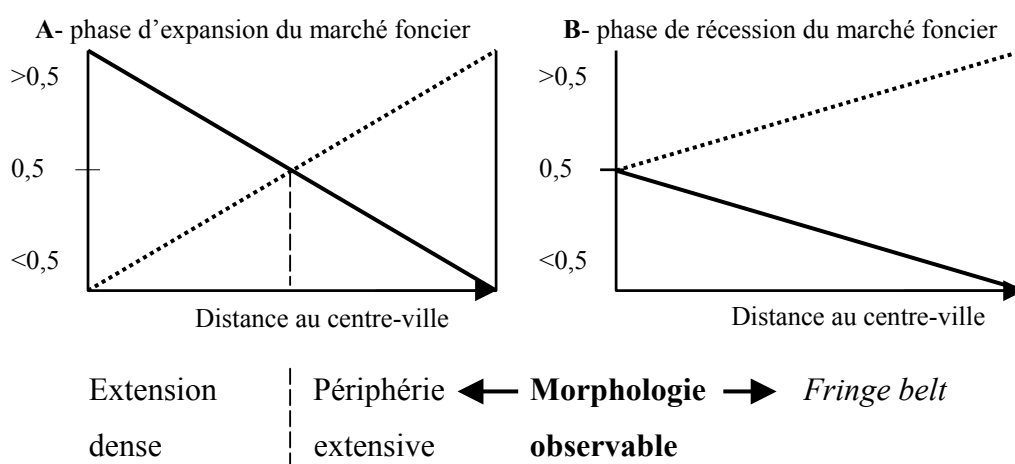 A- phase d’expansion du marché foncier
>0,5
0,5
<0,5
Distance au centre-ville
B- phase de récession du marché foncier
>0,5
0,5
<0,5
Distance au centre-ville
Extension Périphérie Morphologie Fringe belt
dense extensive observable